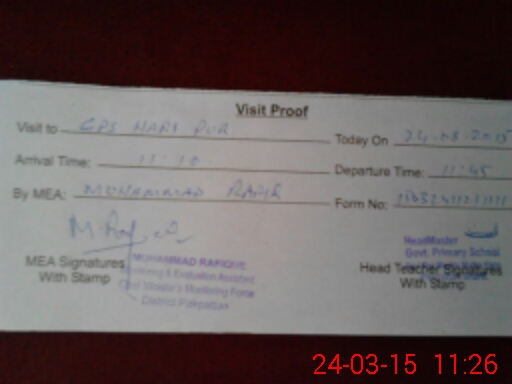 Visit Proof
Visit to GPS HARI PUR Today On 24-03-2015
Arrival Time: 11:10 Departure Time: 11:45
By MEA: MUHAMMAD RAFIK Form No:
M. Rafiq
MEA Signatures
With Stamp
MUHAMMAD RAFIQUE
Monitoring & Evaluation Assistant
Chief Minister's Monitoring Force
District Pakpattan
HeadMaster
Govt. Primary School
Head Teacher Signatures
With Stamp
24-03-15 11:26